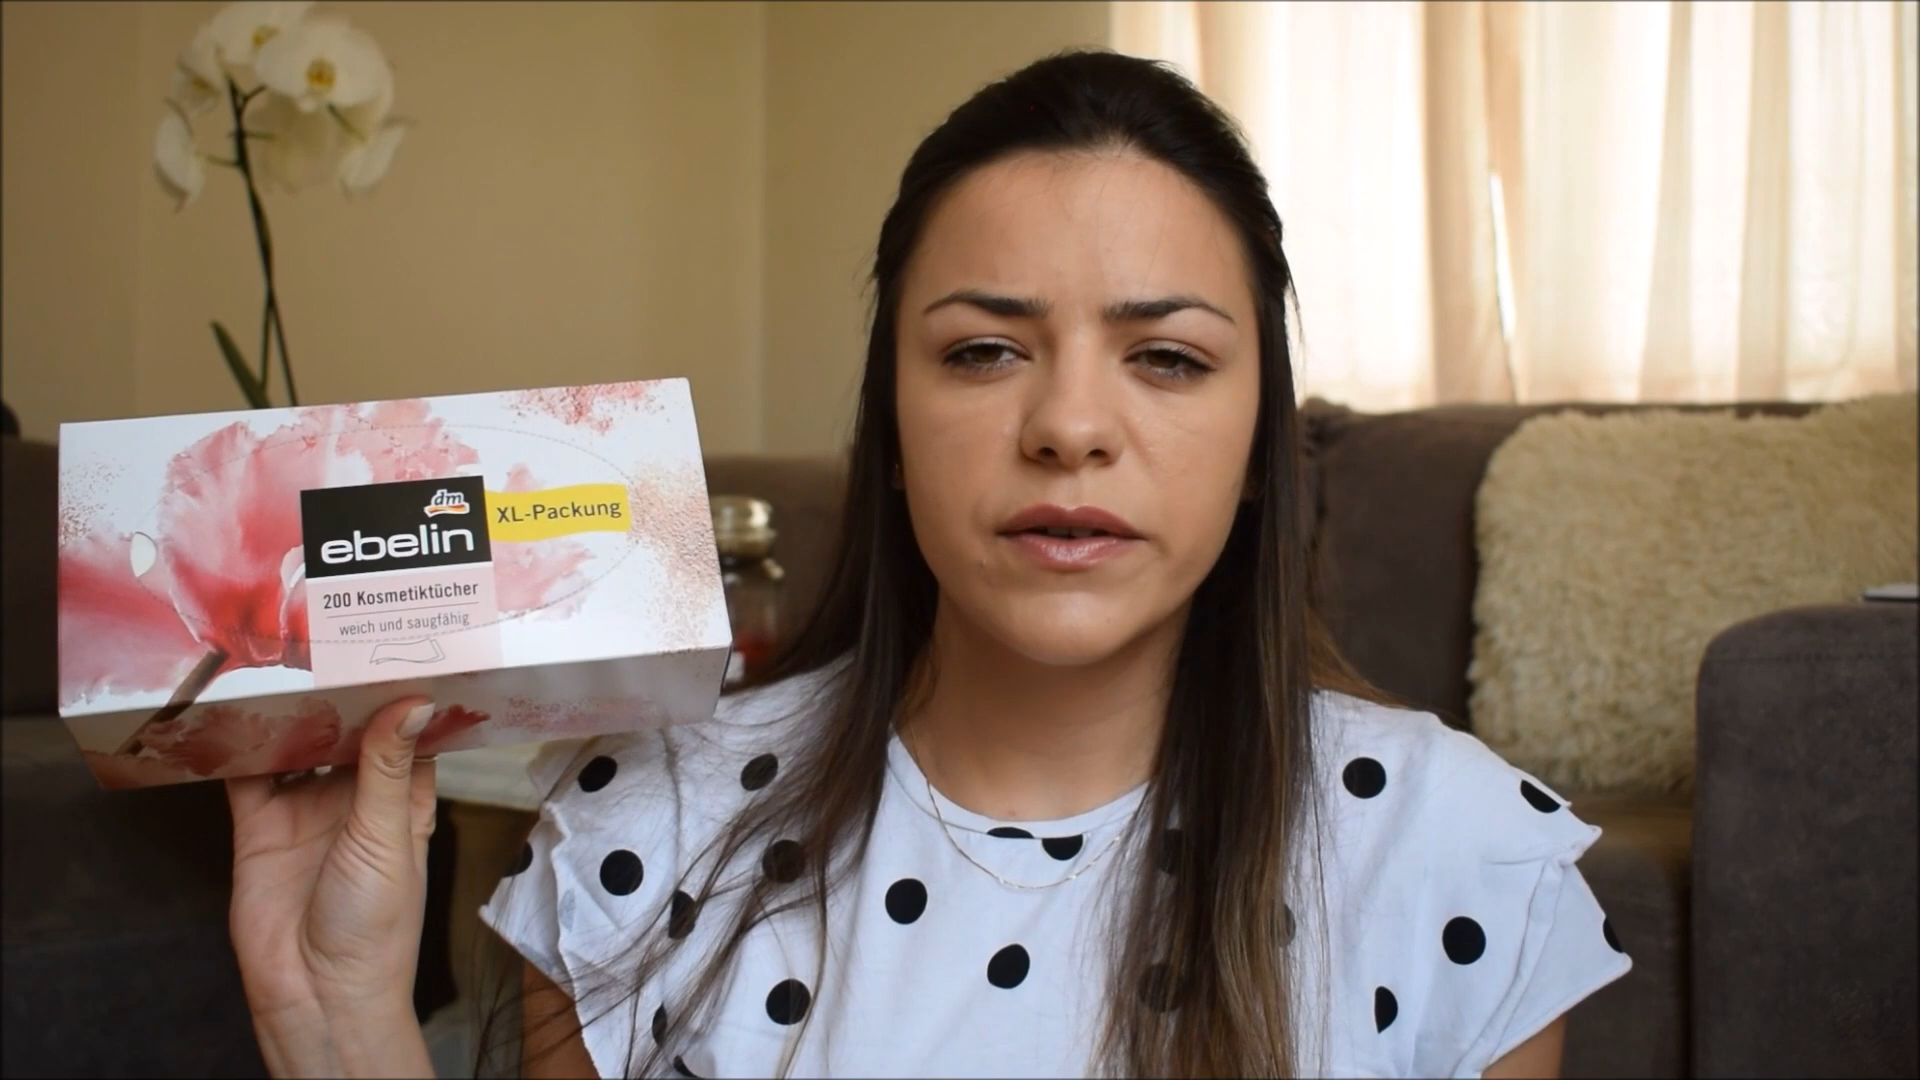 dm
ebelin
XL-Packung
200 Kosmetiktücher
weich und saugfähig